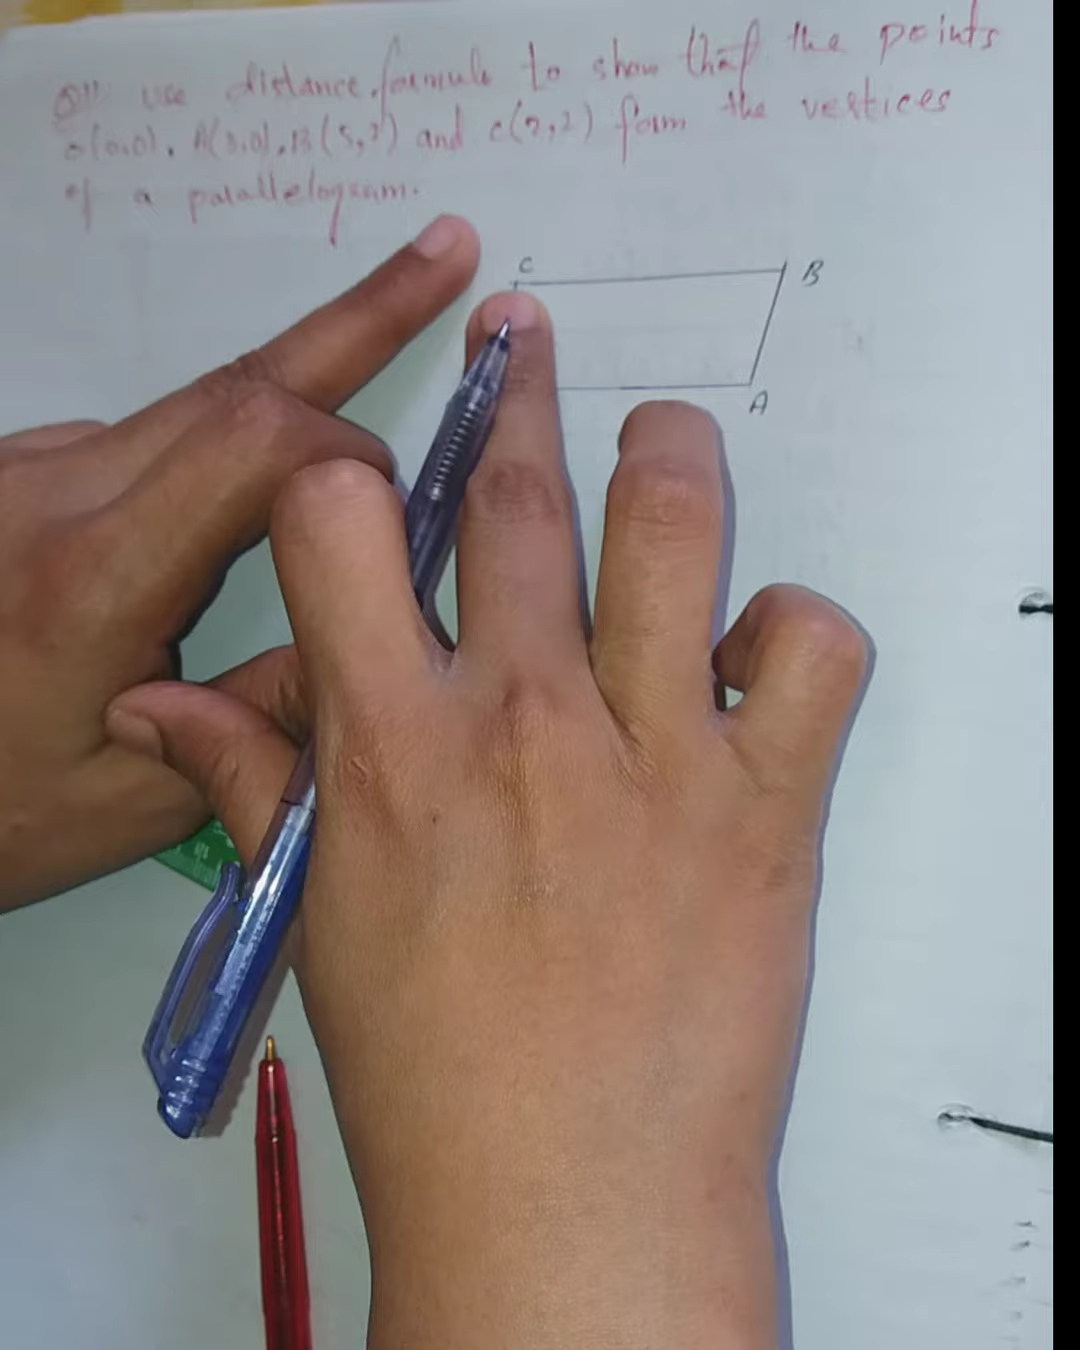 Q11 use distance formula to show that the points
O(0,0), A(3,0), B(5,2) and C(2,2) form the vertices
of a parallelogram.
C
B
A